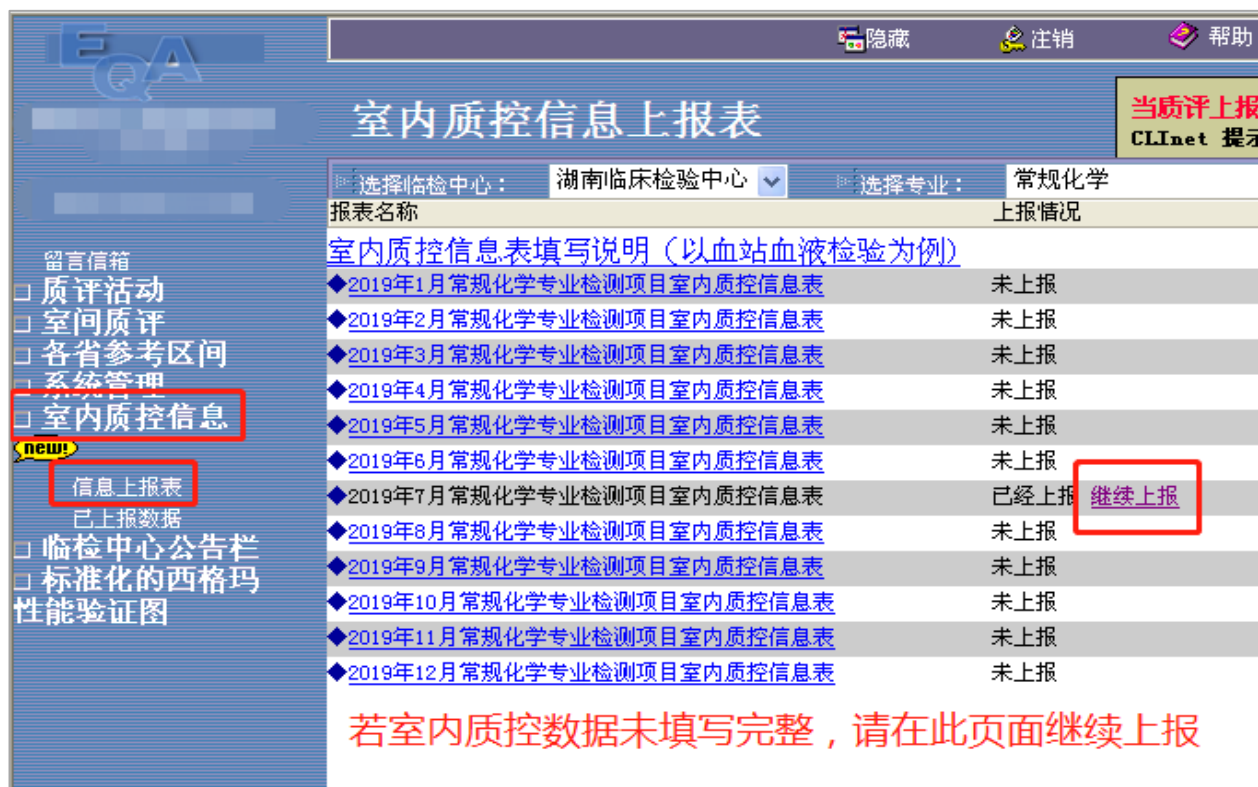 EQA
隐藏 注销 帮助
室内质控信息上报表
当质评上报
CLInet 提示
选择临检中心： 湖南临床检验中心 选择专业： 常规化学
报表名称 上报情况
室内质控信息表填写说明（以血站血液检验为例）
◆2019年1月常规化学专业检测项目室内质控信息表 未上报
◆2019年2月常规化学专业检测项目室内质控信息表 未上报
◆2019年3月常规化学专业检测项目室内质控信息表 未上报
◆2019年4月常规化学专业检测项目室内质控信息表 未上报
◆2019年5月常规化学专业检测项目室内质控信息表 未上报
◆2019年6月常规化学专业检测项目室内质控信息表 未上报
◆2019年7月常规化学专业检测项目室内质控信息表 已经上报 继续上报
◆2019年8月常规化学专业检测项目室内质控信息表 未上报
◆2019年9月常规化学专业检测项目室内质控信息表 未上报
◆2019年10月常规化学专业检测项目室内质控信息表 未上报
◆2019年11月常规化学专业检测项目室内质控信息表 未上报
◆2019年12月常规化学专业检测项目室内质控信息表 未上报
若室内质控数据未填写完整，请在此页面继续上报
留言信箱
质评活动
室间质评
各省参考区间
系统管理
室内质控信息
new!
信息上报表
已上报数据
临检中心公告栏
标准化的西格玛
性能验证图